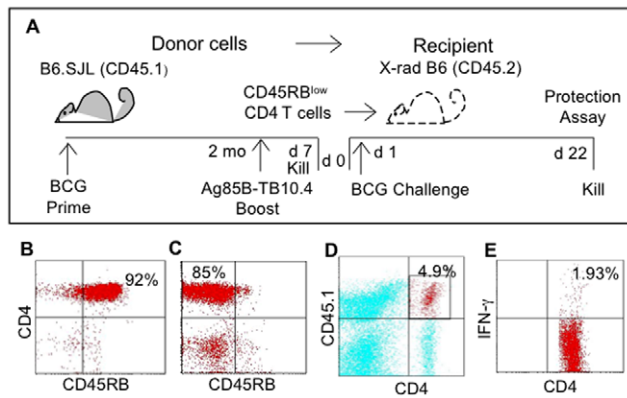 A
Donor cells
Recipient
B6.SJL (CD45.1)
X-rad B6 (CD45.2)
CD45RBlow
CD4 T cells
Protection
Assay
2 mo
d 7
Kill
d 0
d 1
d 22
BCG
Prime
Ag85B-TB10.4
Boost
BCG Challenge
Kill
B
92%
CD4
CD45RB
C
85%
CD45RB
D
4.9%
CD45.1
CD4
E
1.93%
IFN-γ
CD4